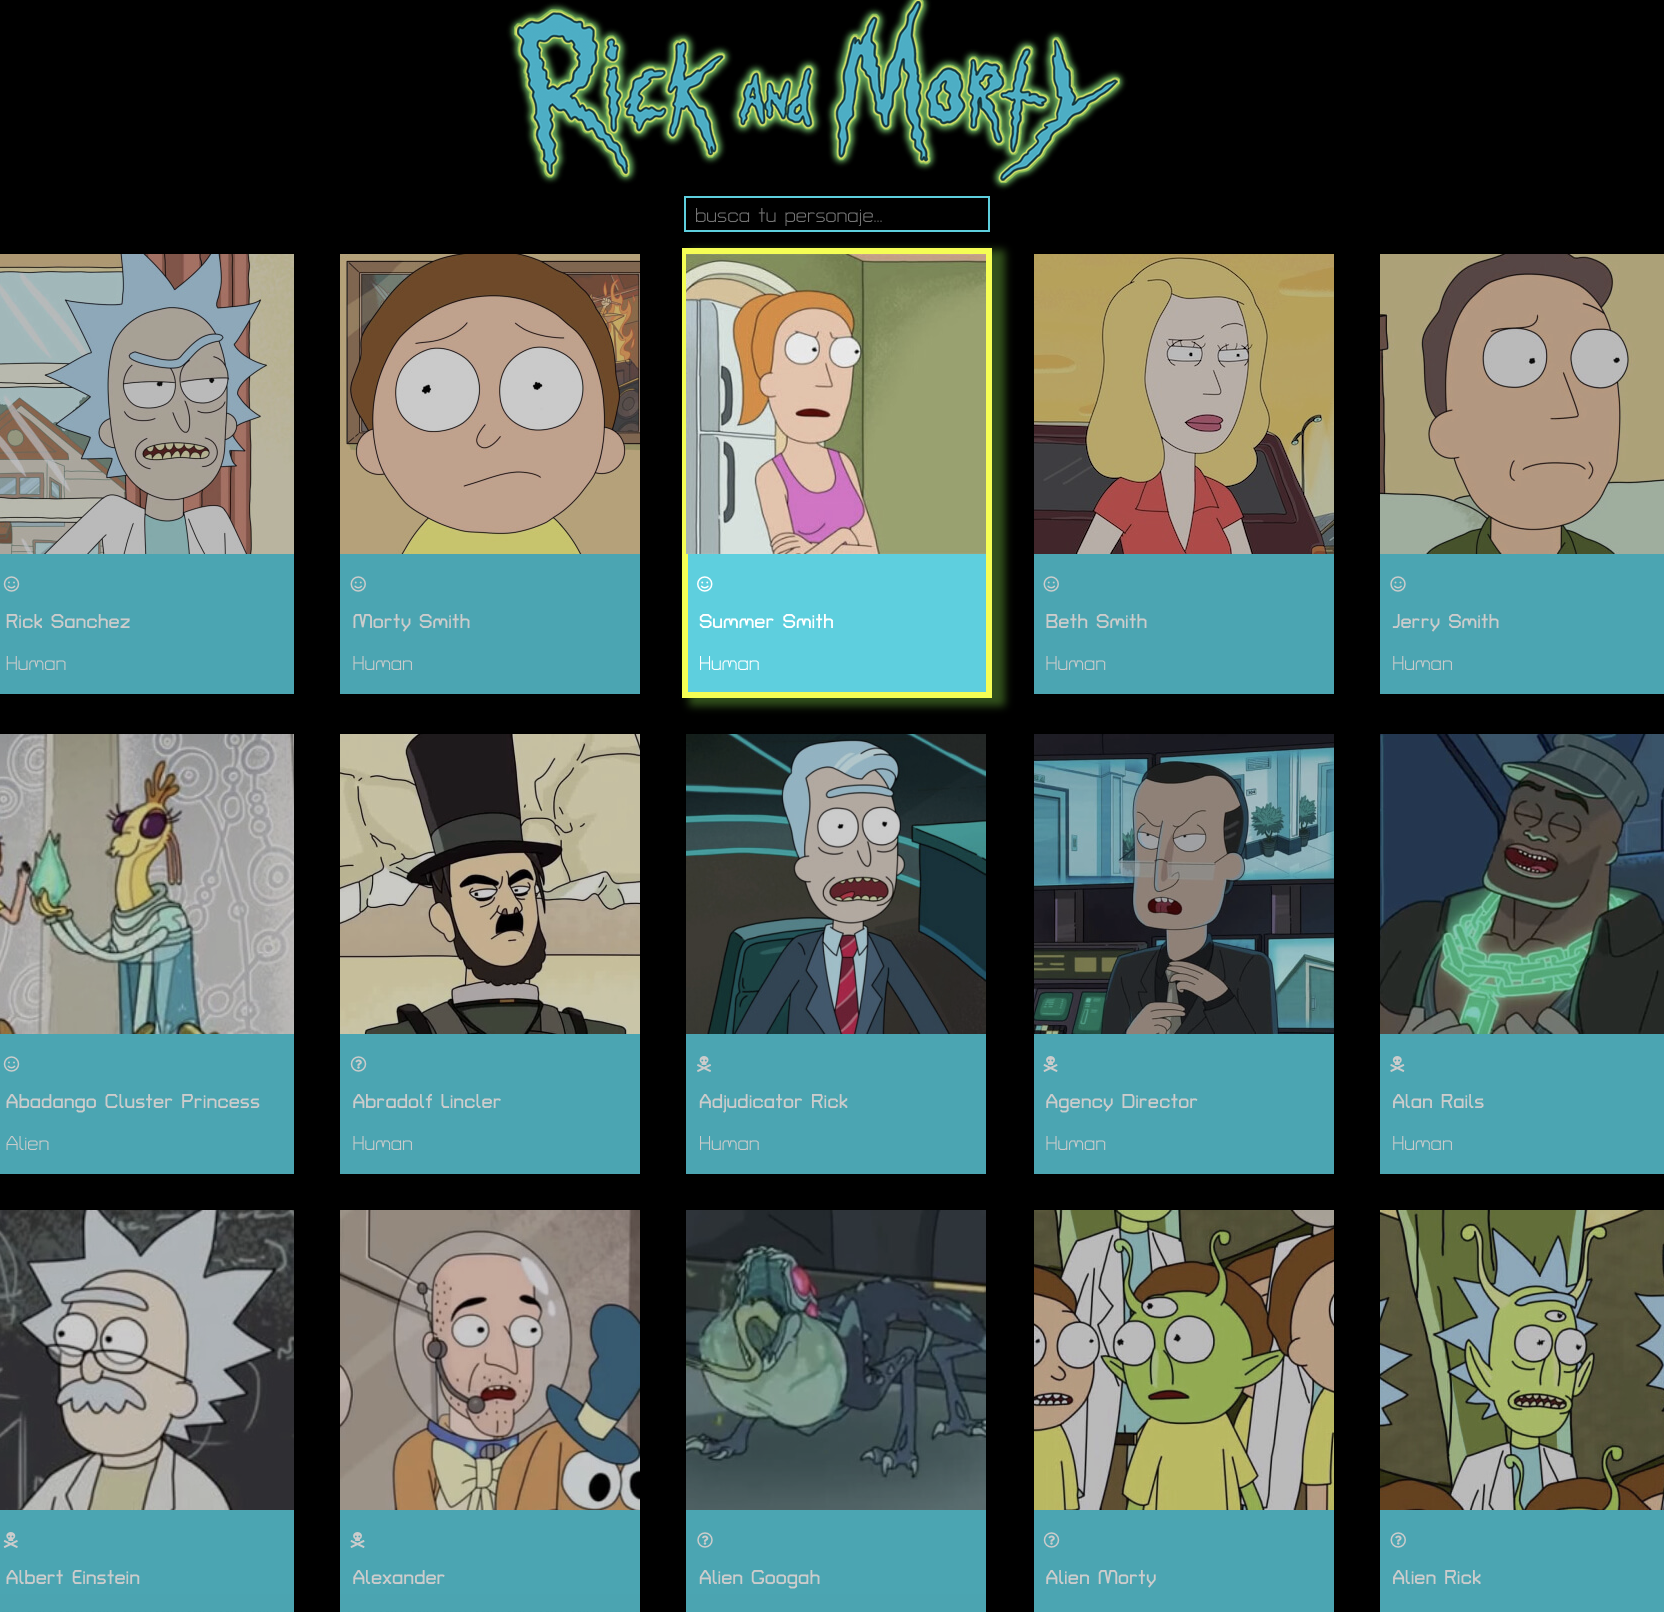 Rick and Morty
busca tu personaje...
Rick Sanchez
Human
Morty Smith
Human
Summer Smith
Human
Beth Smith
Human
Jerry Smith
Human
Abadango Cluster Princess
Alien
Abradolf Lincler
Human
Adjudicator Rick
Human
Agency Director
Human
Alan Rails
Human
Albert Einstein
Alexander
Alien Googah
Alien Morty
Alien Rick